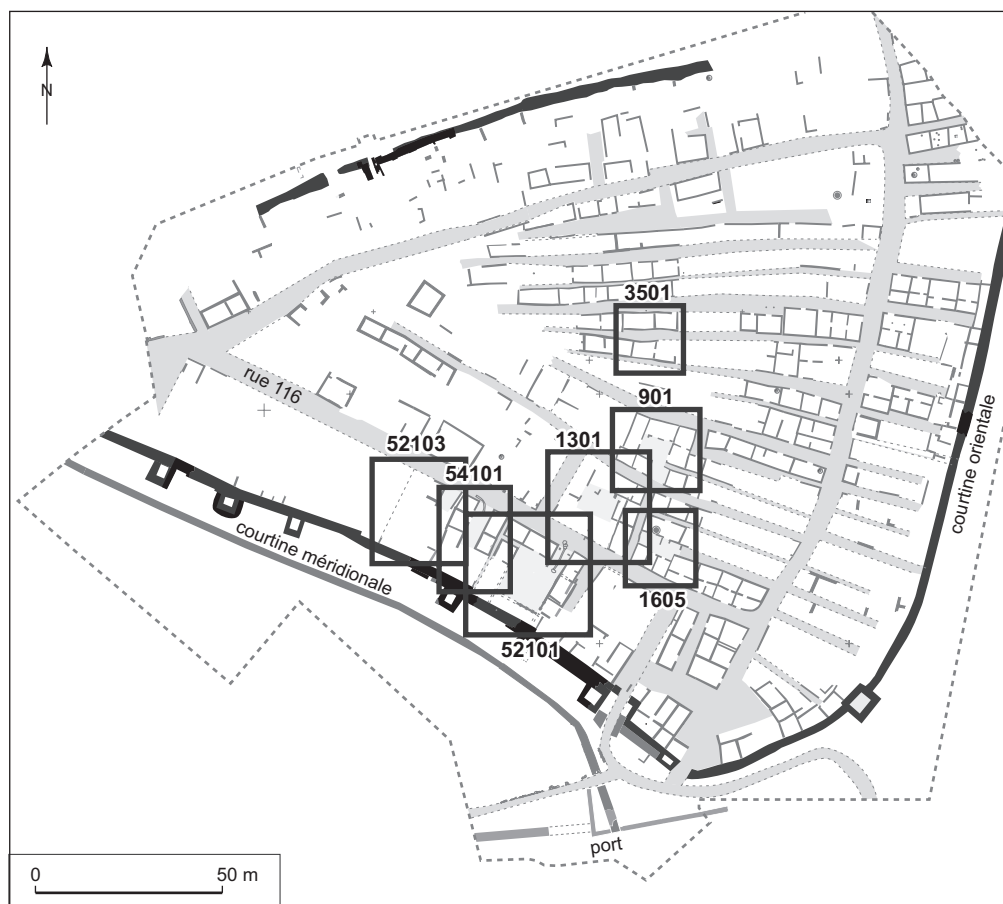 N
3501
rue 116
901
52103
1301
54101
courtine orientale
courtine méridionale
1605
52101
port
0 50 m